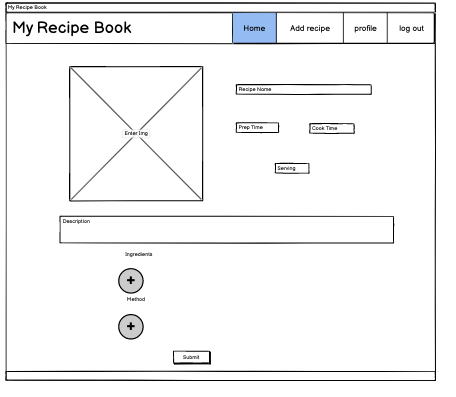 My Recipe Book
My Recipe Book
Home
Add recipe
profile
log out
Enter Img
Recipe Name
Prep Time
Cook Time
Serving
Description
Ingredients
+
Method
+
Submit